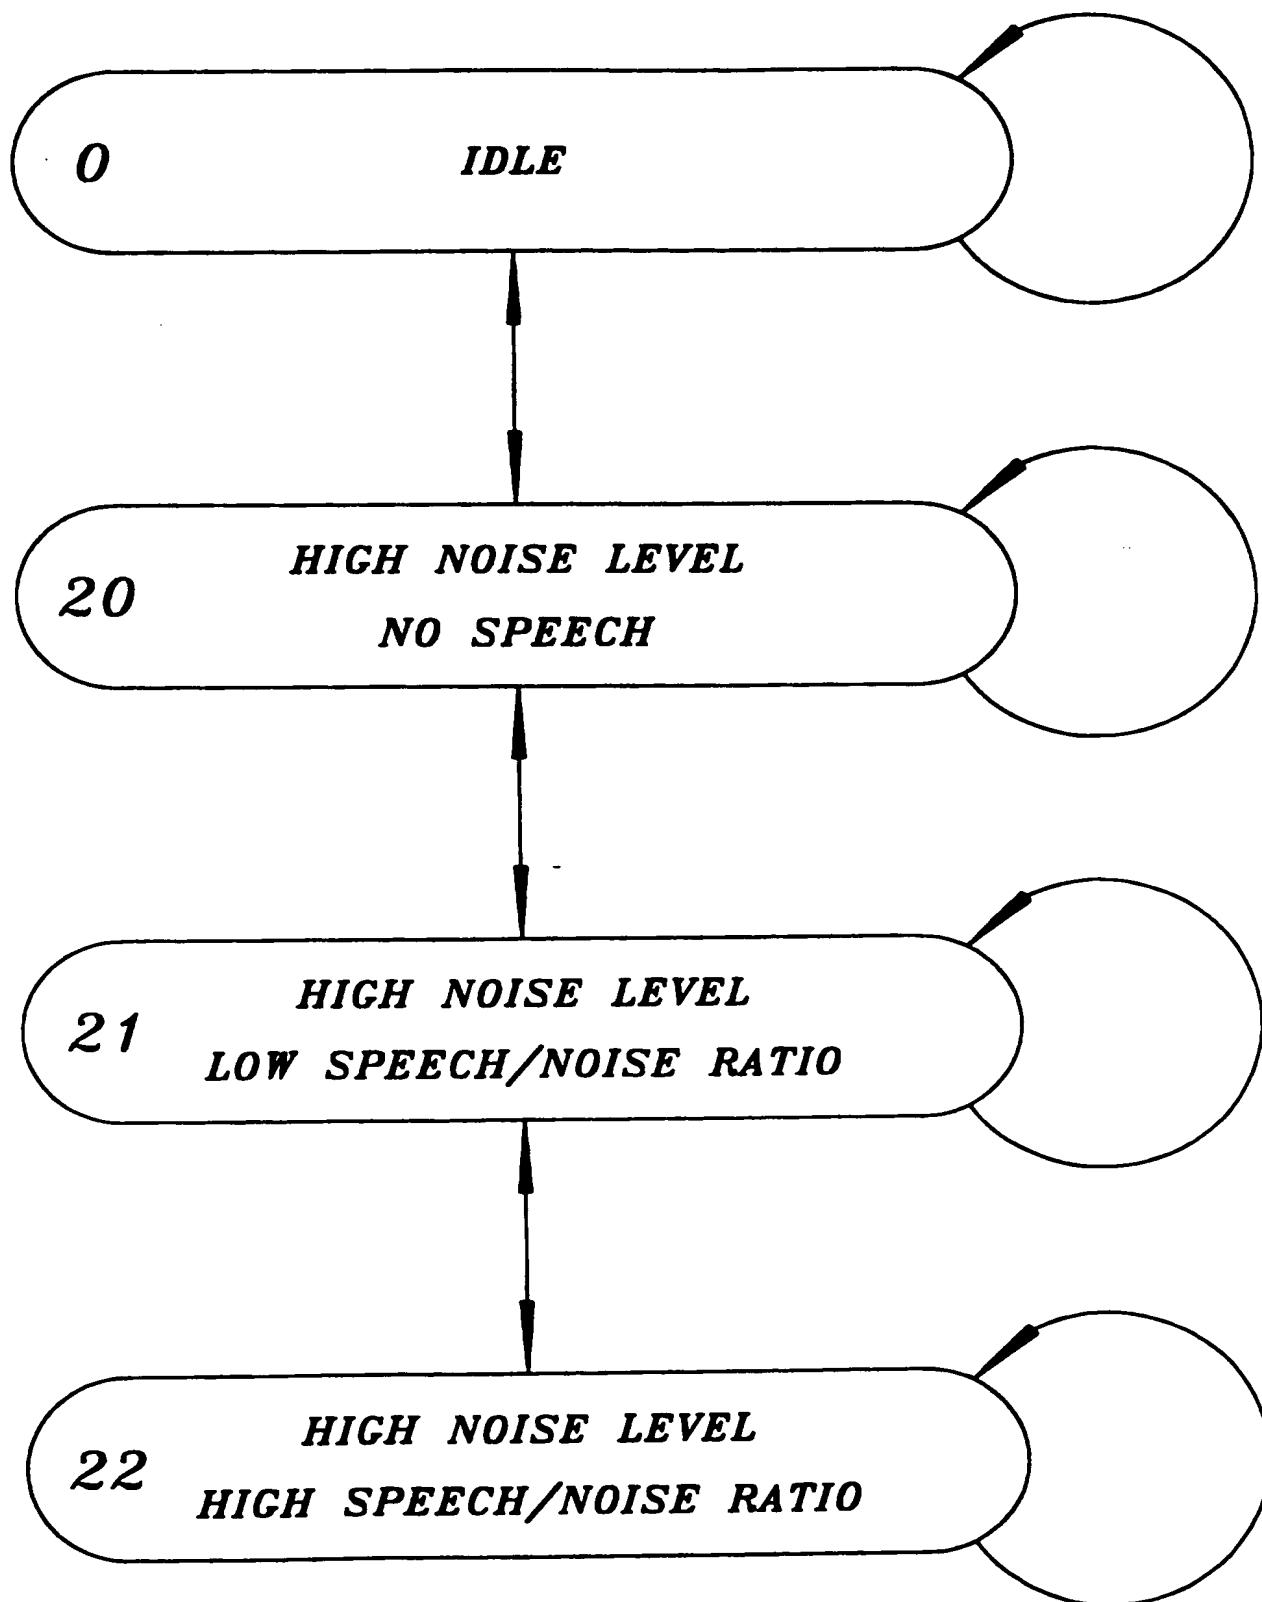 0 IDLE
20 HIGH NOISE LEVEL
NO SPEECH
21 HIGH NOISE LEVEL
LOW SPEECH/NOISE RATIO
22 HIGH NOISE LEVEL
HIGH SPEECH/NOISE RATIO